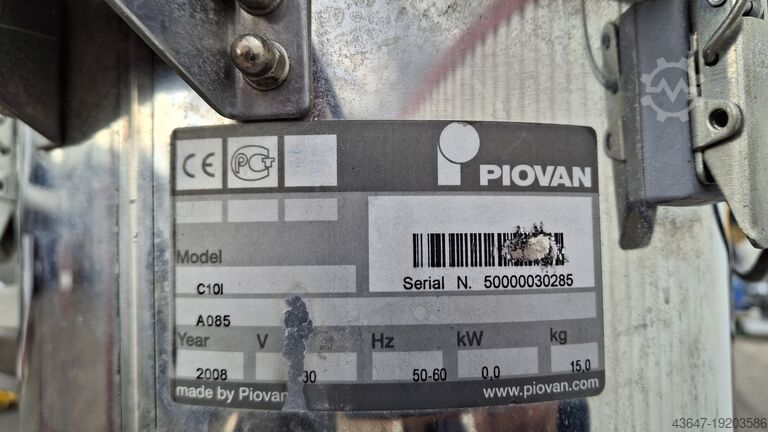 CE PCT
PIOVAN
Serial N. 50000030285
Model
C10I
A085
Year V Hz kW kg
2008 30 50-60 0,0 15,0
made by Piovan
www.piovan.com
43647-19203586